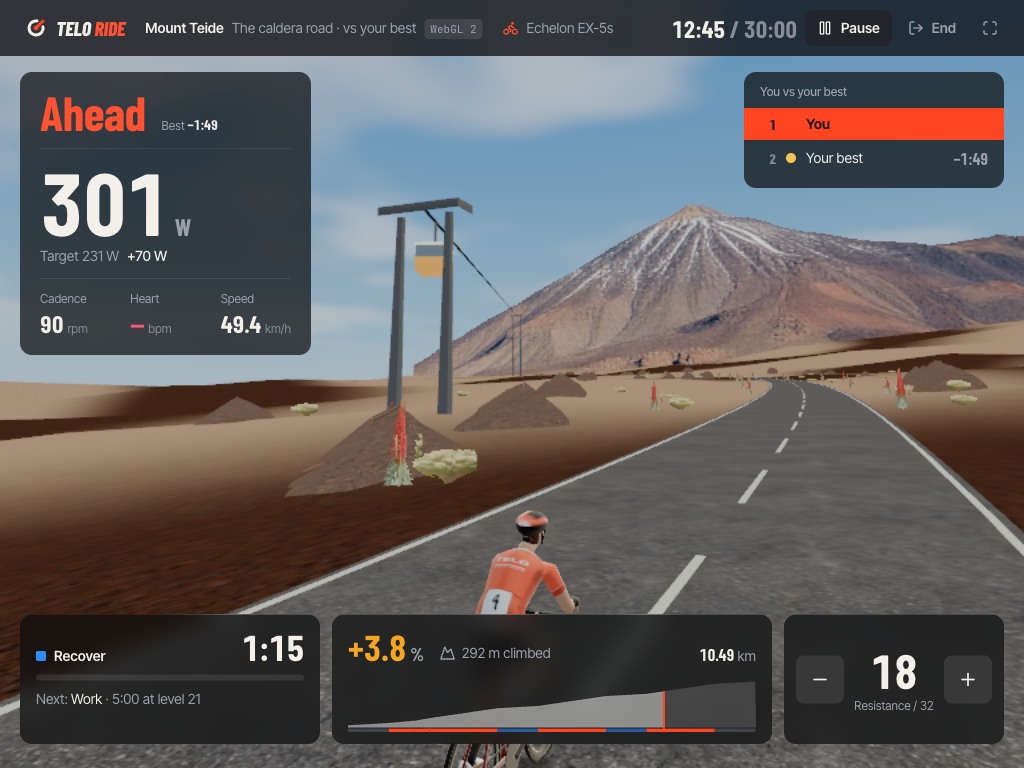 TELO RIDE
Mount Teide The caldera road · vs your best WebGL 2 Echelon EX-5s 12:45 / 30:00 Pause End
Ahead Best −1:49
301 W
Target 231 W +70 W
Cadence Heart Speed
90 rpm — bpm 49.4 km/h
You vs your best
1 You
2 Your best −1:49
TELO
4
Recover 1:15
Next: Work · 5:00 at level 21
+3.8 % 292 m climbed 10.49 km
− 18 +
Resistance / 32